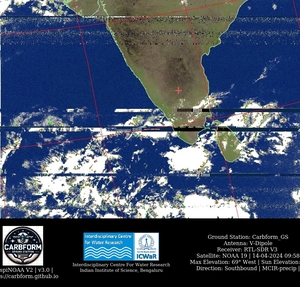 CARBFORM
spiNOAA V2 | v3.0 |
s://carbform.github.io
Interdisciplinary Centre
for Water Research
ICWaR
Interdisciplinary Centre For Water Research
Indian Institute of Science, Bengaluru
Ground Station: Carbform_GS
Antenna: V-Dipole
Receiver: RTL-SDR V3
Satellite: NOAA 19 | 14-04-2024 09:58
Max Elevation: 69° West | Sun Elevation:
Direction: Southbound | MCIR-precip |